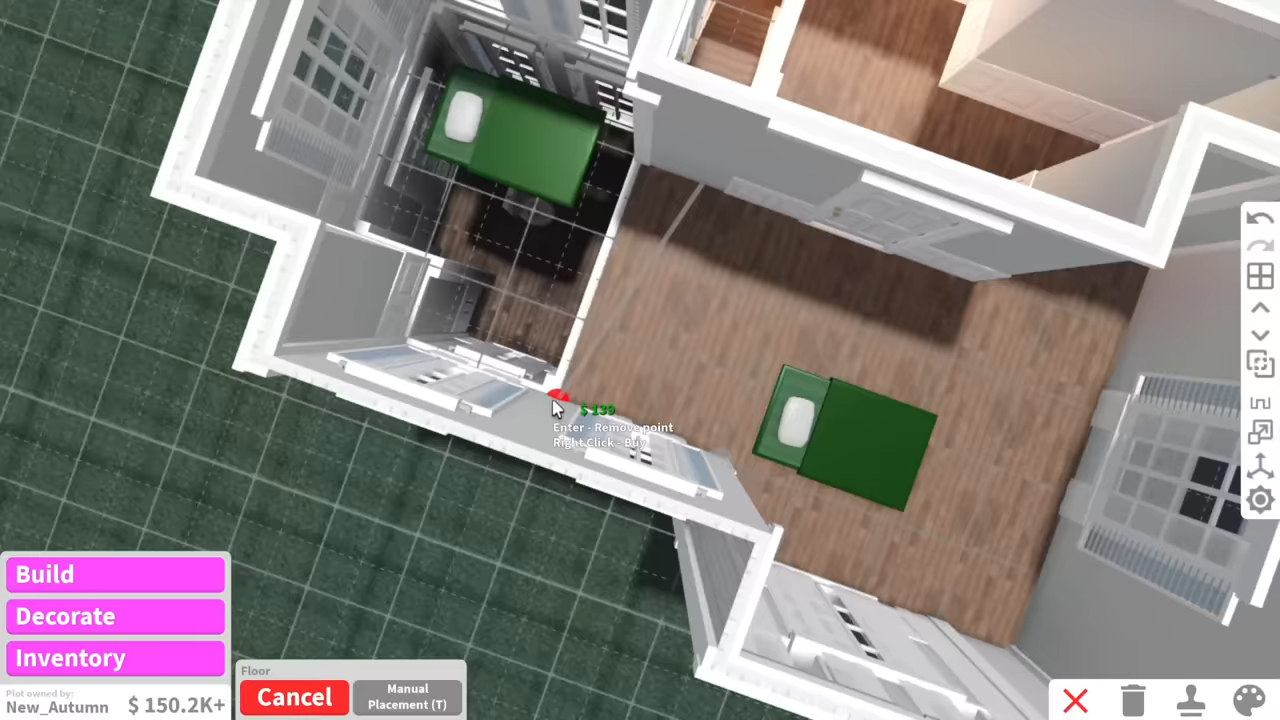 $ 139
Enter - Remove point
Right Click - Buy
Build
Decorate
Inventory
Plot owned by:
New_Autumn
$ 150.2K+
Floor
Cancel
Manual
Placement (T)